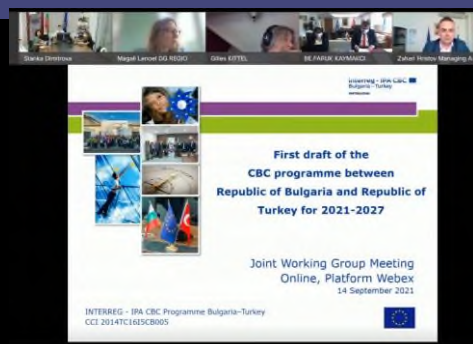 Stanka Dimitrova
Magali Lenoel DG REGIO
Gilles KITTEL
BE.FARUK KAYMAKCI
Zahari Hristov Managing A
Interreg - IPA CBC
Bulgaria - Turkey
First draft of the
CBC programme between
Republic of Bulgaria and Republic of
Turkey for 2021-2027
Joint Working Group Meeting
Online, Platform Webex
14 September 2021
INTERREG - IPA CBC Programme Bulgaria-Turkey
CCI 2014TC16I5CB005